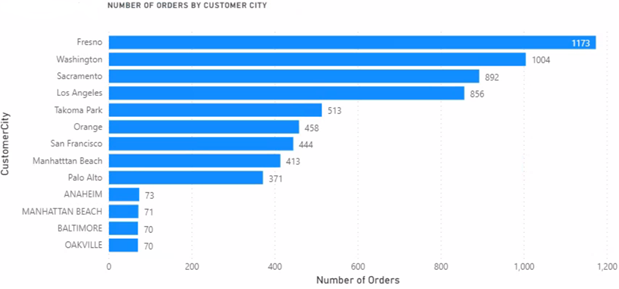 NUMBER OF ORDERS BY CUSTOMER CITY
CustomerCity
Fresno 1173
Washington 1004
Sacramento 892
Los Angeles 856
Takoma Park 513
Orange 458
San Francisco 444
Manhatttan Beach 413
Palo Alto 371
ANAHEIM 73
MANHATTAN BEACH 71
BALTIMORE 70
OAKVILLE 70
0 200 400 600 800 1,000 1,200
Number of Orders